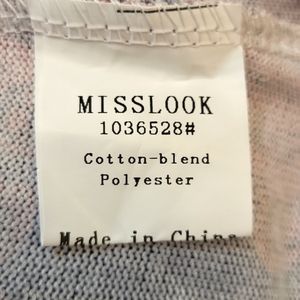 MISSLOOK
1036528#
Cotton-blend
Polyester
Made in China